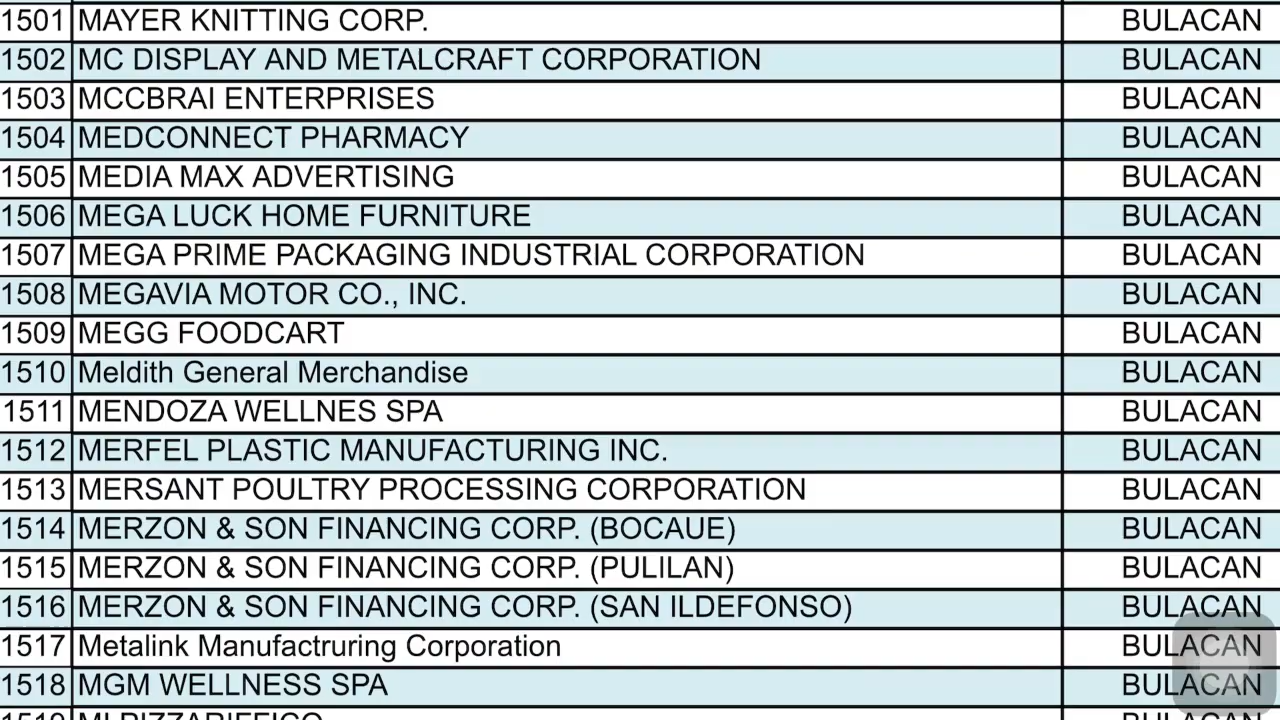 1501 MAYER KNITTING CORP. BULACAN
1502 MC DISPLAY AND METALCRAFT CORPORATION BULACAN
1503 MCCBRAI ENTERPRISES BULACAN
1504 MEDCONNECT PHARMACY BULACAN
1505 MEDIA MAX ADVERTISING BULACAN
1506 MEGA LUCK HOME FURNITURE BULACAN
1507 MEGA PRIME PACKAGING INDUSTRIAL CORPORATION BULACAN
1508 MEGAVIA MOTOR CO., INC. BULACAN
1509 MEGG FOODCART BULACAN
1510 Meldith General Merchandise BULACAN
1511 MENDOZA WELLNES SPA BULACAN
1512 MERFEL PLASTIC MANUFACTURING INC. BULACAN
1513 MERSANT POULTRY PROCESSING CORPORATION BULACAN
1514 MERZON & SON FINANCING CORP. (BOCAUE) BULACAN
1515 MERZON & SON FINANCING CORP. (PULILAN) BULACAN
1516 MERZON & SON FINANCING CORP. (SAN ILDEFONSO) BULACAN
1517 Metalink Manufactruring Corporation BULACAN
1518 MGM WELLNESS SPA BULACAN